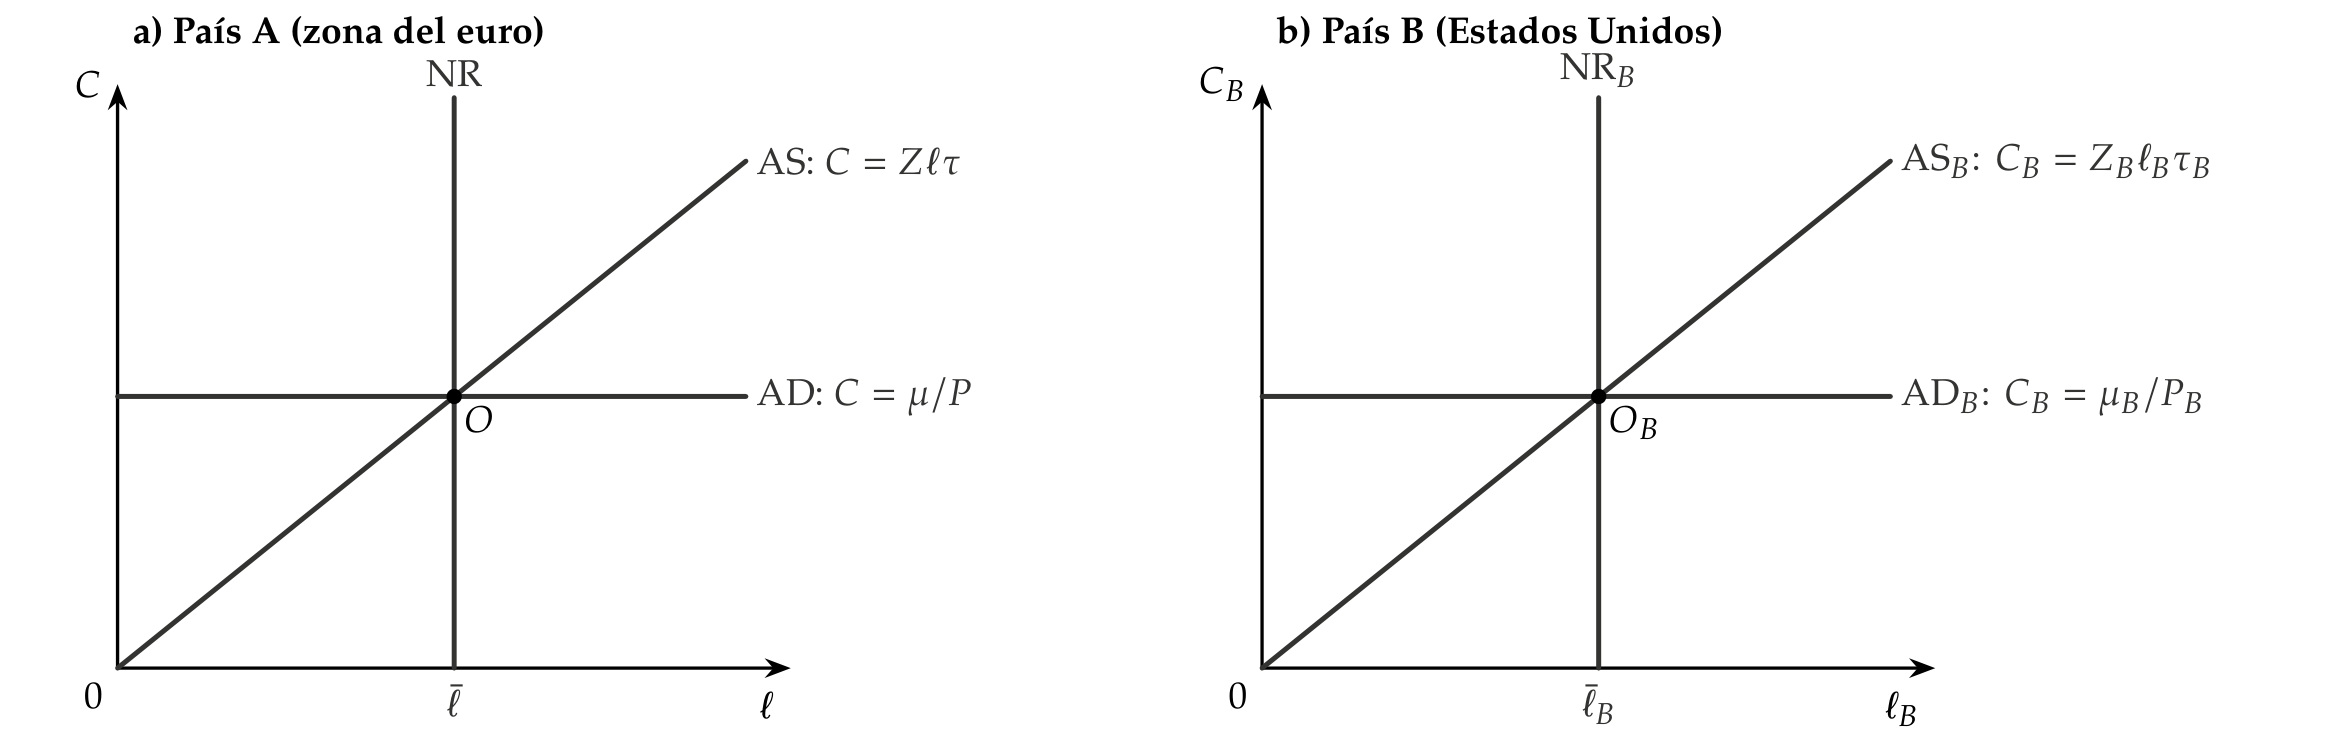 a) País A (zona del euro)
C
NR
AS: C = Zℓτ
AD: C = μ/P
O
0
ℓ̄
ℓ
b) País B (Estados Unidos)
C_B
NR_B
AS_B: C_B = Z_Bℓ_Bτ_B
AD_B: C_B = μ_B/P_B
O_B
0
ℓ̄_B
ℓ_B